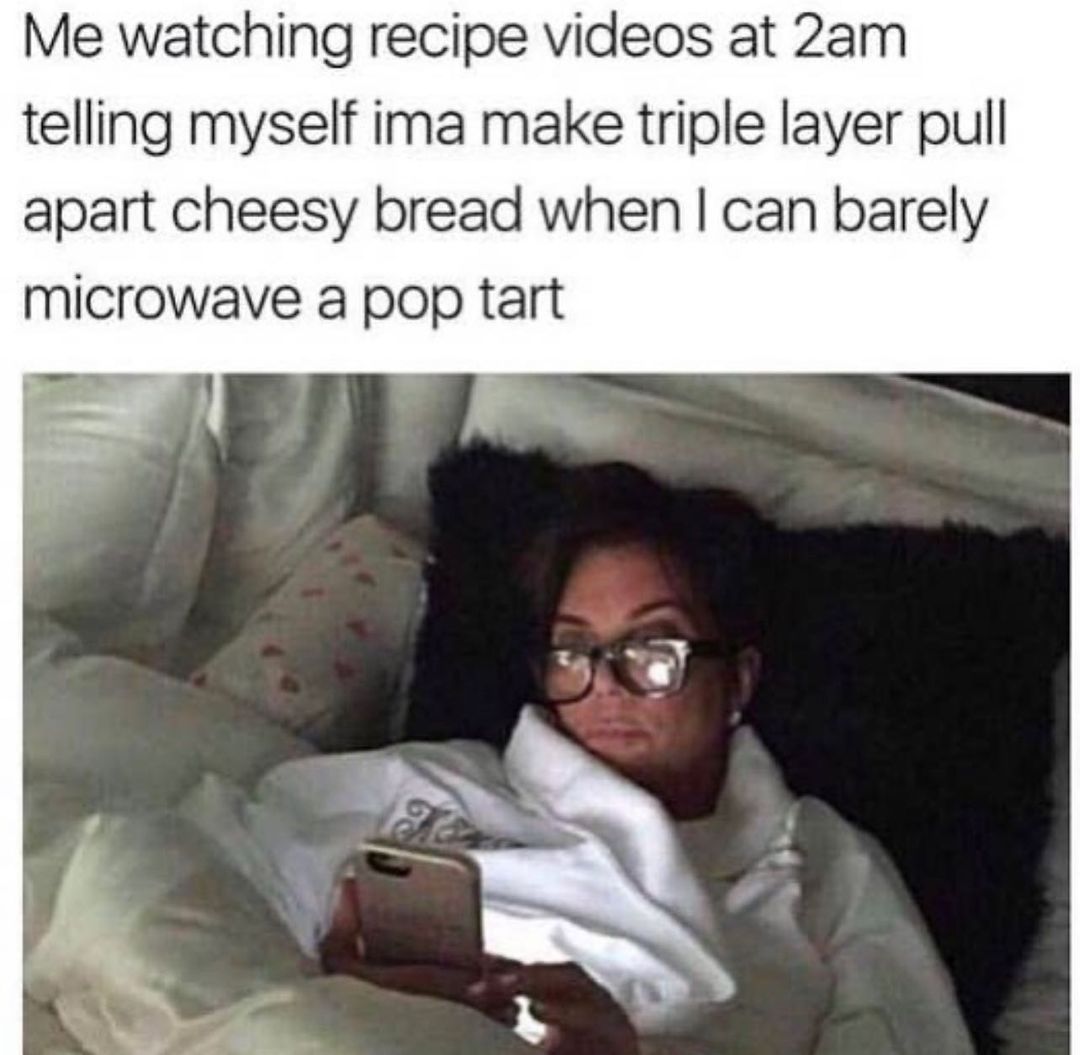 Me watching recipe videos at 2am
telling myself ima make triple layer pull
apart cheesy bread when I can barely
microwave a pop tart